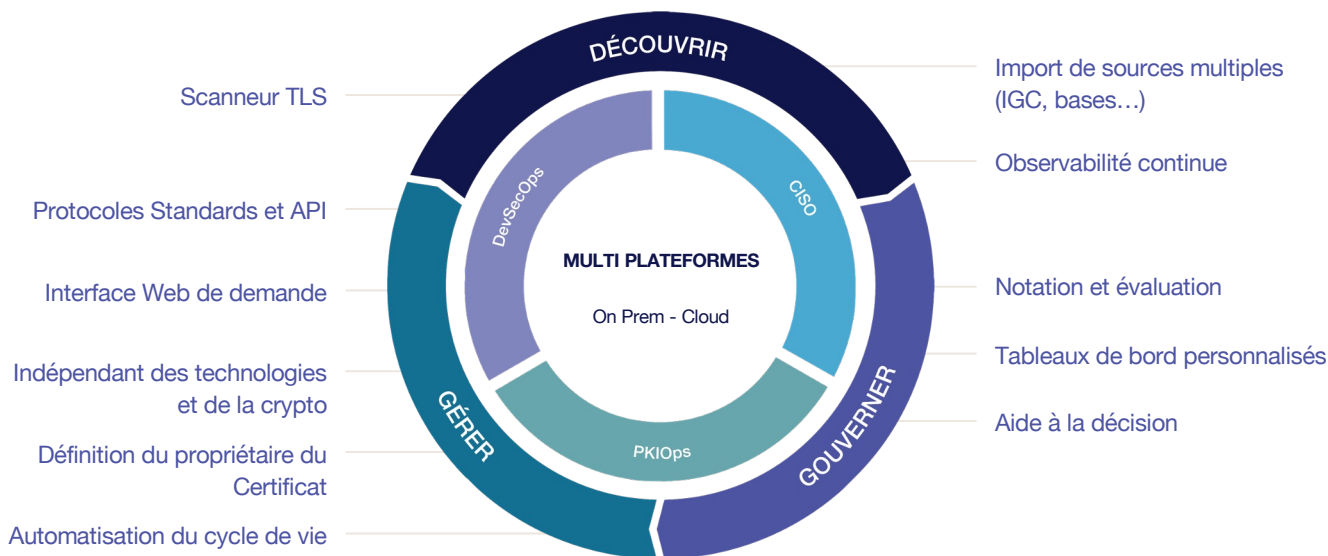 DÉCOUVRIR
Scanneur TLS
Protocoles Standards et API
Interface Web de demande
Indépendant des technologies
et de la crypto
Définition du propriétaire du
Certificat
Automatisation du cycle de vie
GÉRER
DevSecOps
CISO
MULTI PLATEFORMES
On Prem - Cloud
PKIOps
GOUVERNER
Import de sources multiples
(IGC, bases…)
Observabilité continue
Notation et évaluation
Tableaux de bord personnalisés
Aide à la décision